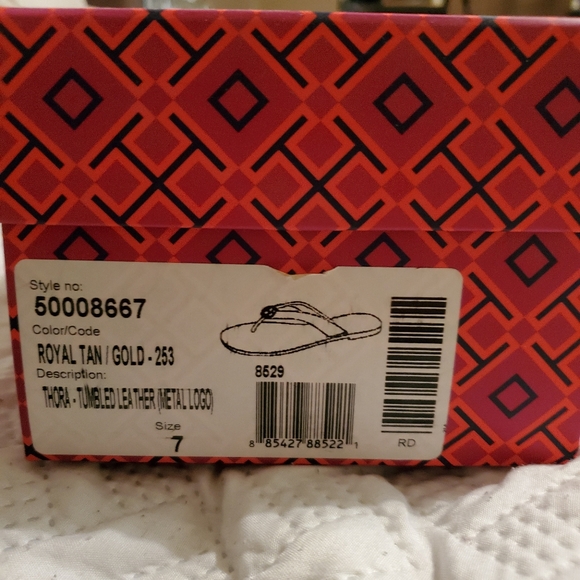 Style no:
50008667
Color/Code
ROYAL TAN / GOLD - 253
Description:
THORA - TUMBLED LEATHER (METAL LOGO)
Size
7
8529
8 85427 88522 1
RD